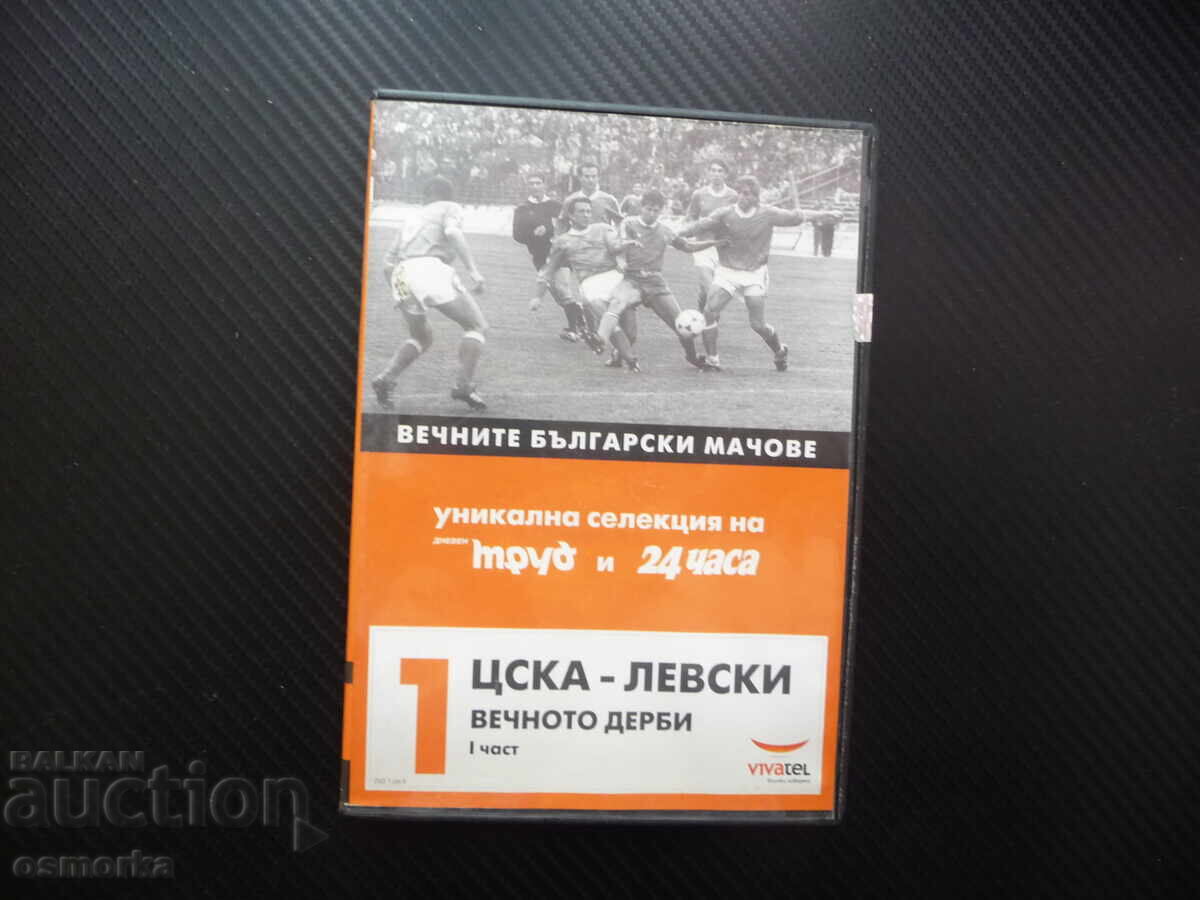 ВЕЧНИТЕ БЪЛГАРСКИ МАЧОВЕ
уникална селекция на
дневен труд и 24 часа
1
ЦСКА - ЛЕВСКИ
ВЕЧНОТО ДЕРБИ
I част
VIVATEL
BALKAN
auction
osmorka